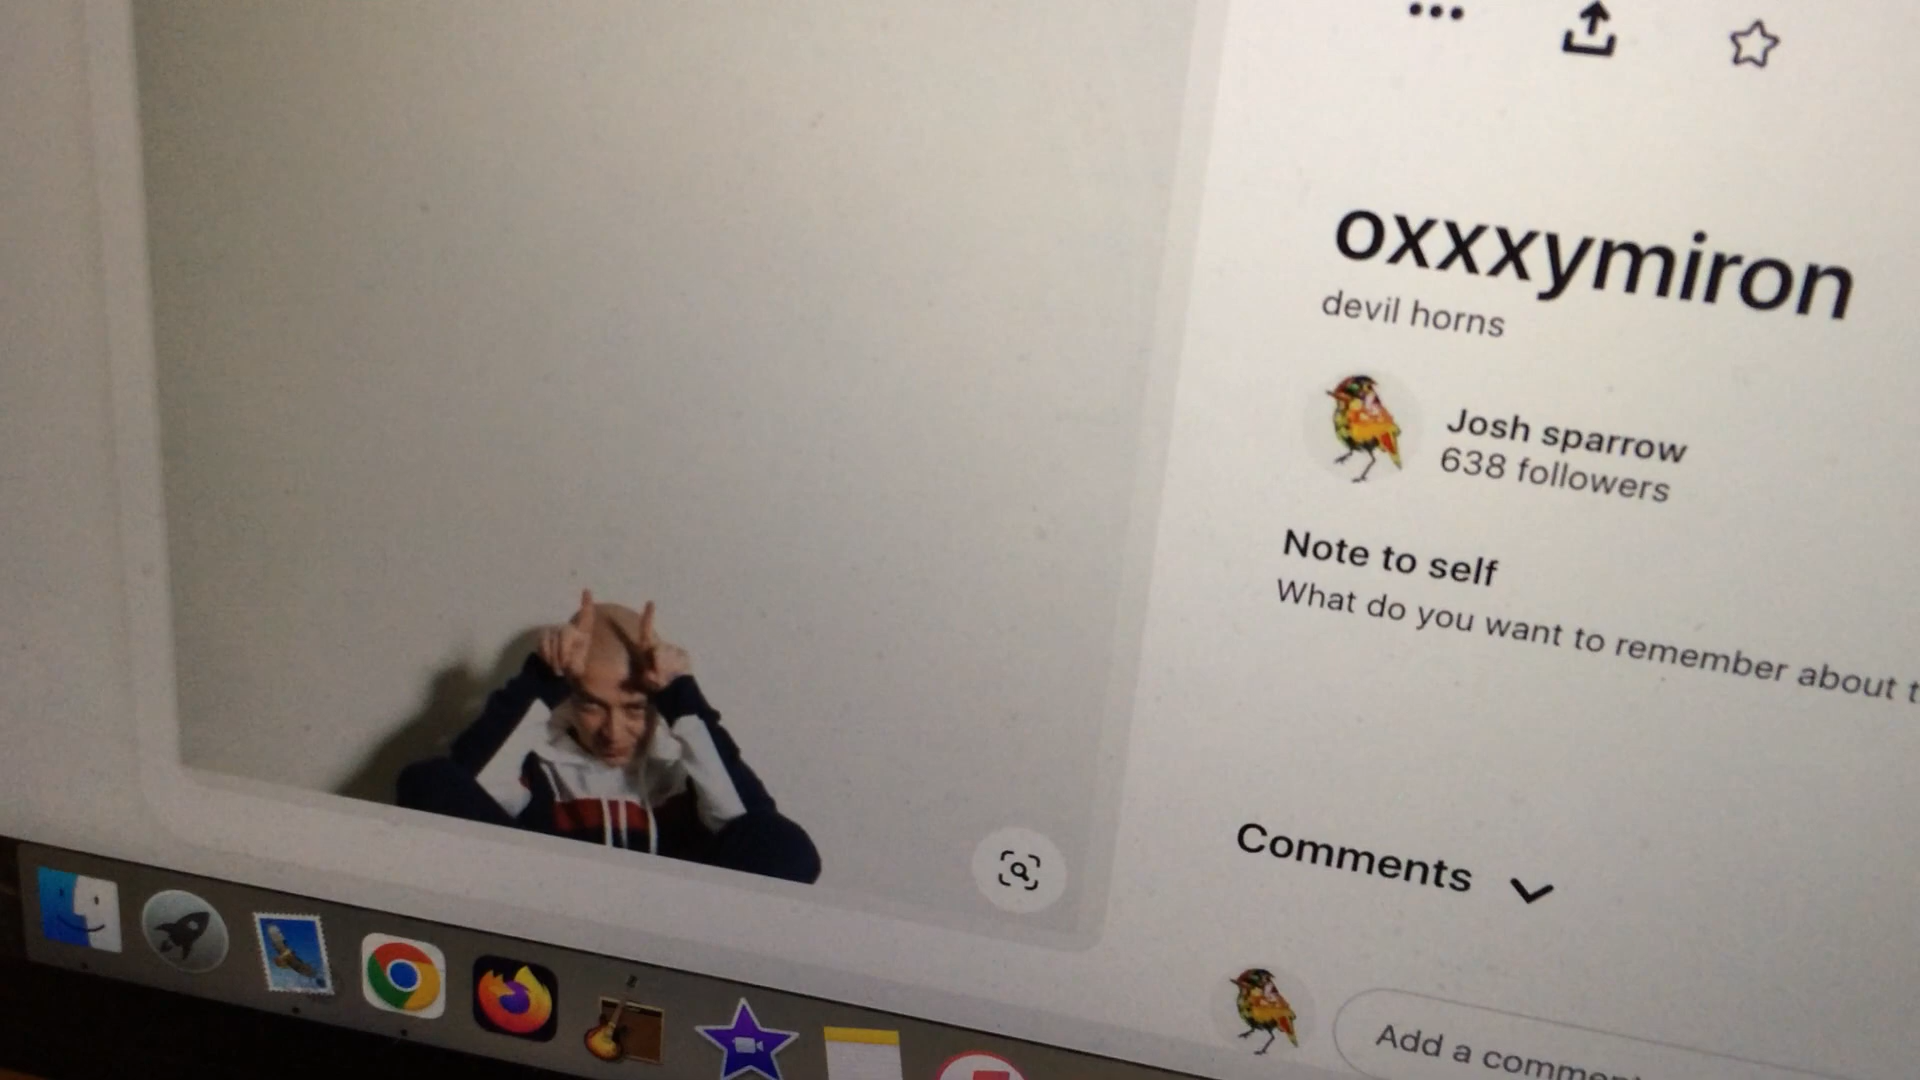 oxxxymiron
devil horns
Josh sparrow
638 followers
Note to self
What do you want to remember about
Comments
Add a comment